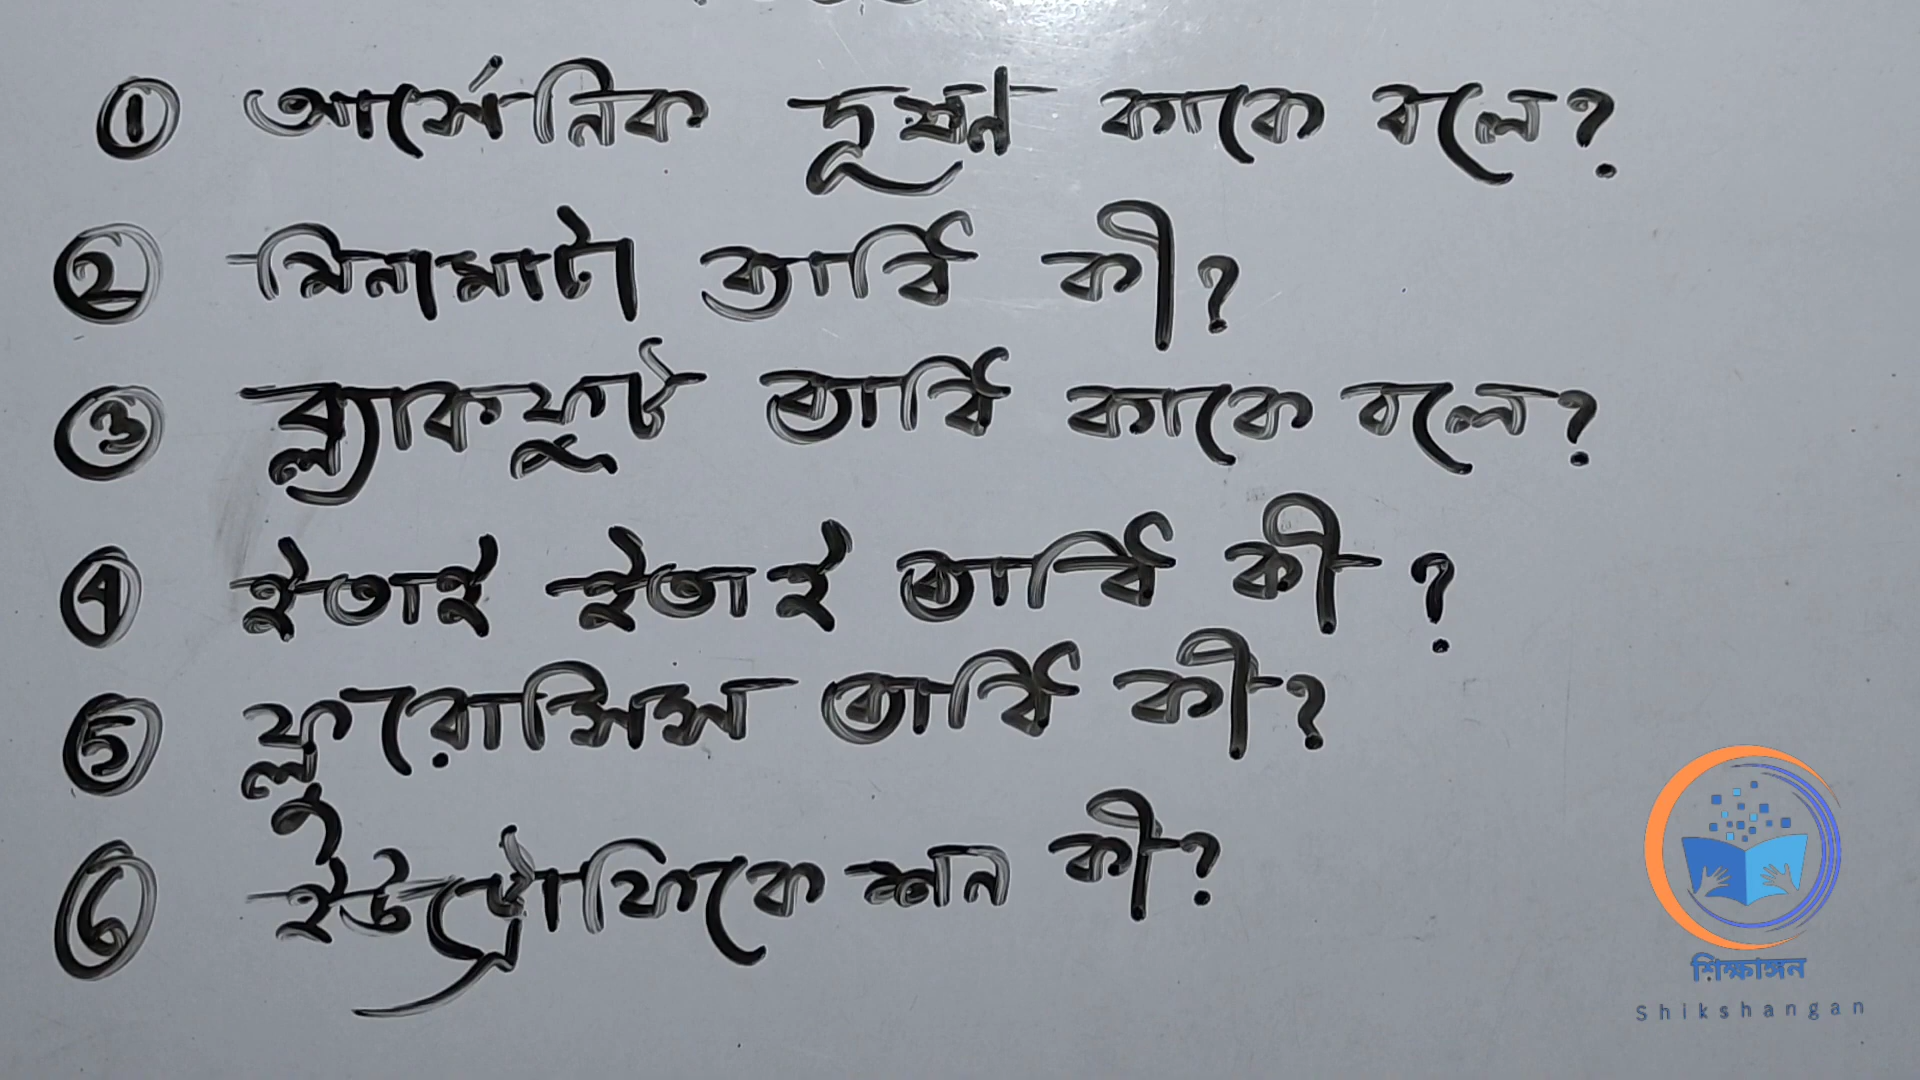 ① আর্সেনিক দূষণ কাকে বলে?
② মিনামাটা ব্যাধি কী?
③ ব্ল্যাকফুট ব্যাধি কাকে বলে?
④ ইতাই ইতাই ব্যাধি কী?
⑤ ফ্লুরোসিস ব্যাধি কী?
⑥ ইউট্রোফিকেশন কী?
শিক্ষাঙ্গন
Shikshangan